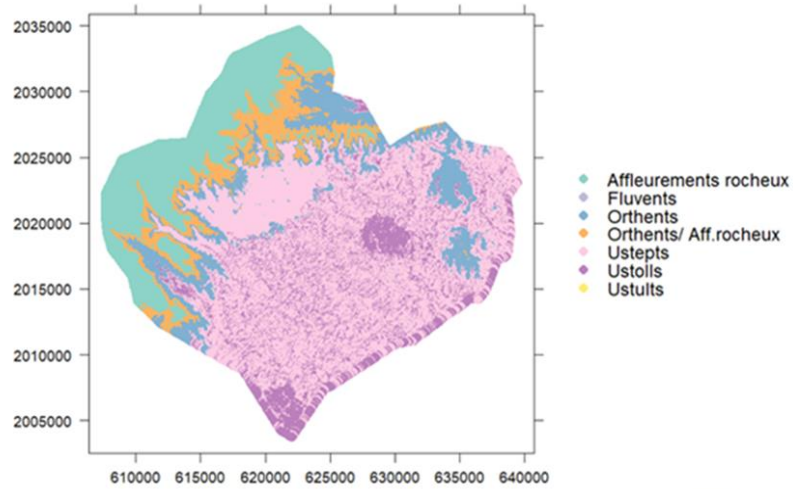 2035000
2030000
2025000
2020000
2015000
2010000
2005000
610000 615000 620000 625000 630000 635000 640000
Affleurements rocheux
Fluvents
Orthents
Orthents/ Aff.rocheux
Ustepts
Ustolls
Ustults